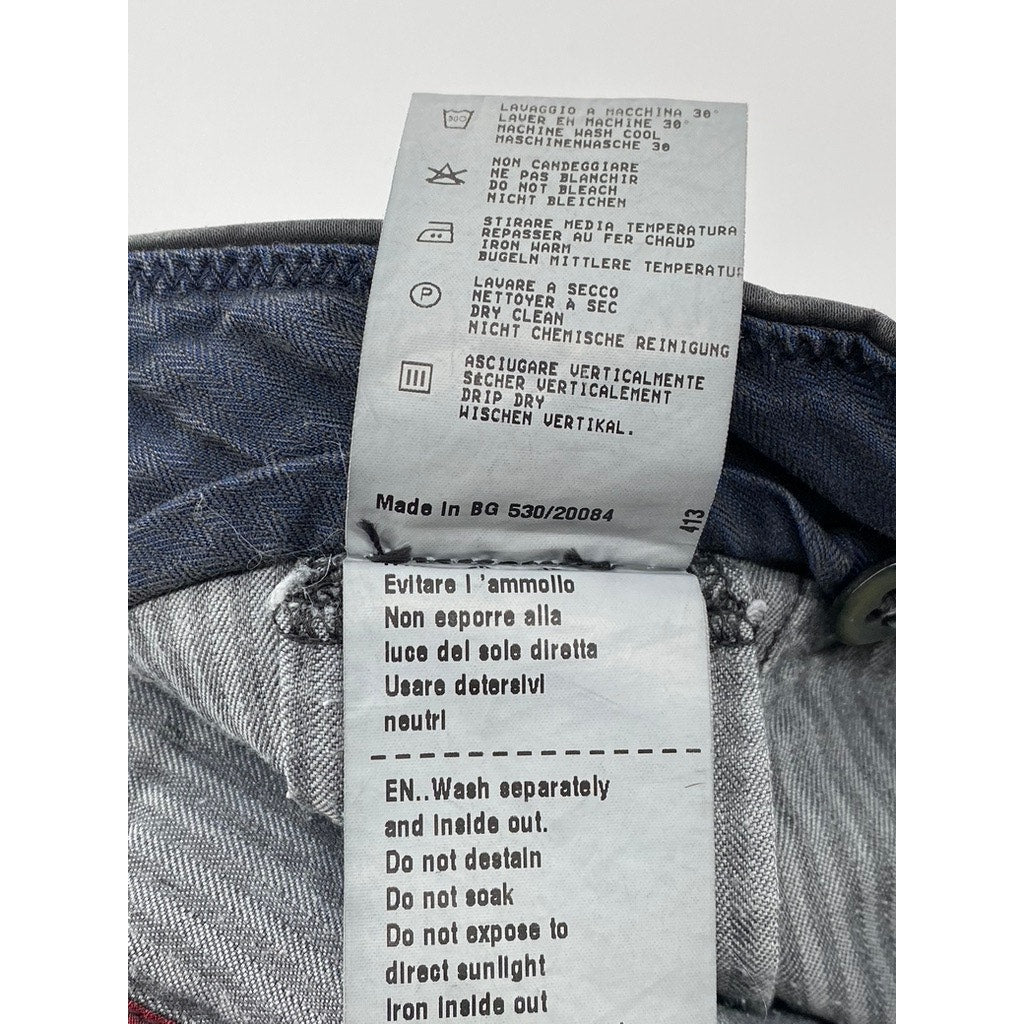 30
LAVAGGIO A MACCHINA 30°
LAVER EN MACHINE 30°
MACHINE WASH COOL
MASCHINENWASCHE 30
NON CANDEGGIARE
NE PAS BLANCHIR
DO NOT BLEACH
NICHT BLEICHEN
STIRARE MEDIA TEMPERATURA
REPASSER AU FER CHAUD
IRON WARM
BUGELN MITTLERE TEMPERATU
P
LAVARE A SECCO
NETTOYER À SEC
DRY CLEAN
NICHT CHEMISCHE REINIGUNG
ASCIUGARE VERTICALMENTE
SÉCHER VERTICALEMENT
DRIP DRY
WISCHEN VERTIKAL.
Made in BG 530/20084
413
Evitare l 'ammollo
Non esporre alla
luce del sole diretta
Usare detersivi
neutri
EN..Wash separately
and inside out.
Do not destain
Do not soak
Do not expose to
direct sunlight
Iron inside out